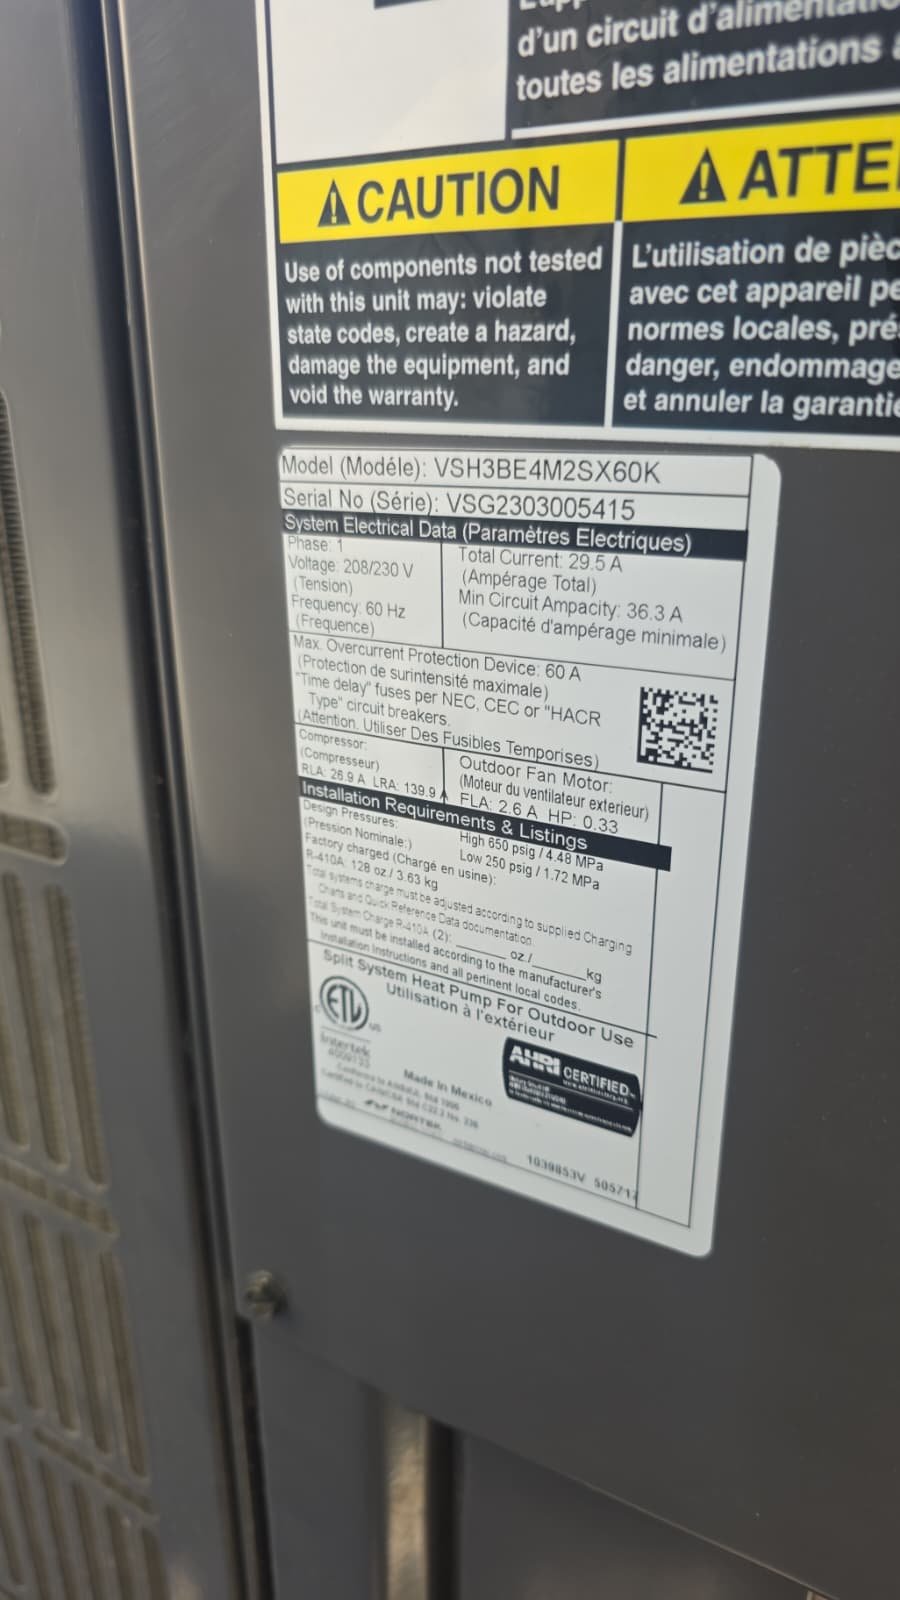 d'un circuit d'alimentation
toutes les alimentations
CAUTION
Use of components not tested
with this unit may: violate
state codes, create a hazard,
damage the equipment, and
void the warranty.
ATTE
L'utilisation de pièc
avec cet appareil pe
normes locales, pré
danger, endommage
et annuler la garantie
Model (Modéle): VSH3BE4M2SX60K
Serial No (Série): VSG2303005415
System Electrical Data (Paramètres Electriques)
Phase: 1
Voltage: 208/230 V
(Tension)
Frequency: 60 Hz
(Frequence)
Total Current: 29.5 A
(Ampérage Total)
Min Circuit Ampacity: 36.3 A
(Capacité d'ampérage minimale)
Max. Overcurrent Protection Device: 60 A
(Protection de surintensité maximale)
"Time delay" fuses per NEC, CEC or "HACR
Type" circuit breakers.
(Attention. Utiliser Des Fusibles Temporises)
Compressor:
(Compresseur)
RLA: 26.9 A LRA: 139.9 A
Outdoor Fan Motor:
(Moteur du ventilateur exterieur)
FLA: 2.6 A HP: 0.33
Installation Requirements & Listings
Design Pressures: High 650 psig / 4.48 MPa
(Pression Nominale:) Low 250 psig / 1.72 MPa
Factory charged (Chargé en usine):
R-410A: 128 oz./ 3.63 kg
Total systems charge must be adjusted according to supplied Charging
Charts and Quick Reference Data documentation.
Total System Charge R-410A (2): ______ oz./______kg
This unit must be installed according to the manufacturer's
Installation Instructions and all pertinent local codes.
Split System Heat Pump For Outdoor Use
Utilisation à l'extérieur
ETL
us
Intertek
Made In Mexico
AHRI CERTIFIED
NORTEK
1039853V 505717